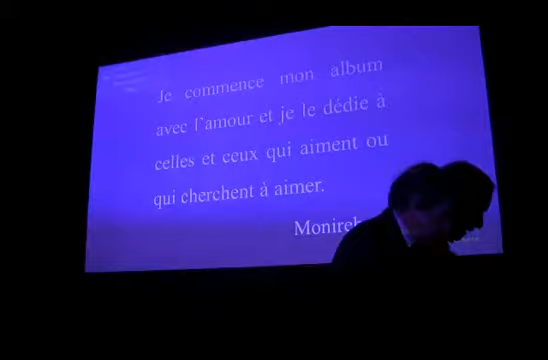 Je commence mon album
avec l'amour et je le dédie à
celles et ceux qui aiment ou
qui cherchent à aimer.